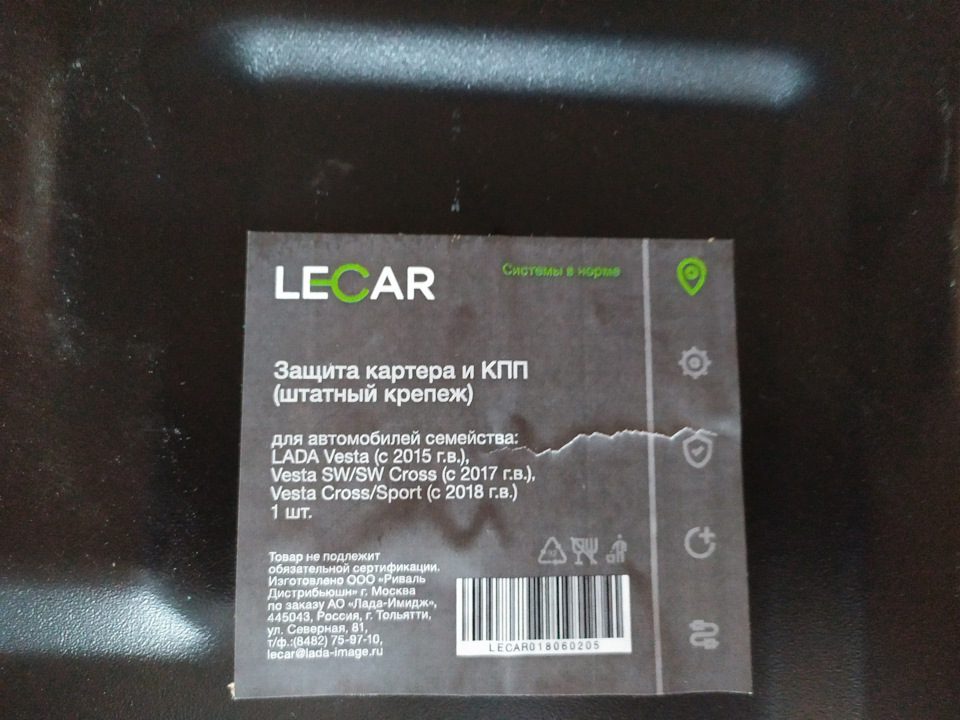 LECAR
Системы в норме
Защита картера и КПП
(штатный крепеж)
для автомобилей семейства:
LADA Vesta (с 2015 г.в.),
Vesta SW/SW Cross (с 2017 г.в.),
Vesta Cross/Sport (с 2018 г.в.)
1 шт.
Товар не подлежит
обязательной сертификации.
Изготовлено ООО «Риваль
Дистрибьюшн» г. Москва
по заказу АО «Лада-Имидж»,
445043, Россия, г. Тольятти,
ул. Северная, 81,
т/ф.:(8482) 75-97-10,
lecar@lada-image.ru
LECAR018060205